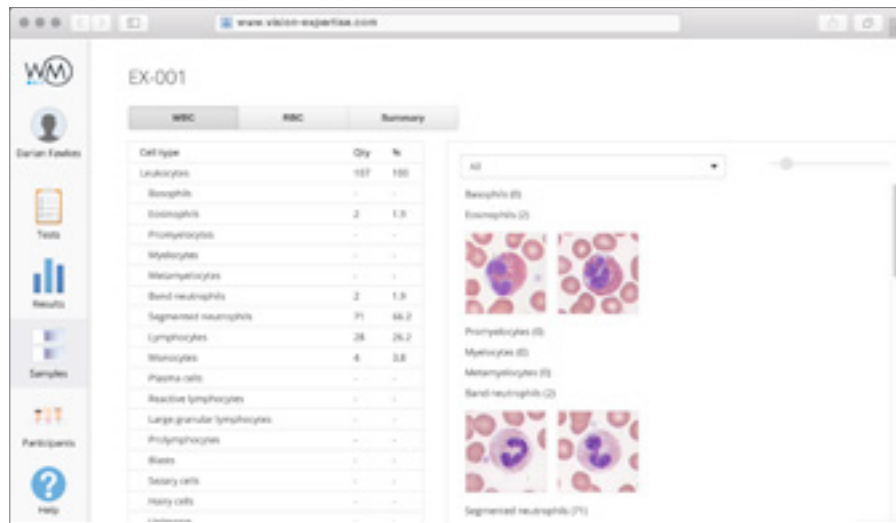 www.vision-expertise.com
WM
EX-001
Darian Fawkes
WBC RBC Summary
Tests
Results
Samples
Participants
Help
Cell type Qty %
Leukocytes 107 100
Basophils - -
Eosinophils 2 1.9
Promyelocytes - -
Myelocytes - -
Metamyelocytes - -
Band neutrophils 2 1.9
Segmented neutrophils 71 66.2
Lymphocytes 28 26.2
Monocytes 4 3.8
Plasma cells - -
Reactive lymphocytes - -
Large granular lymphocytes - -
Prolymphocytes - -
Blasts - -
Sezary cells - -
Hairy cells - -
Unknown
All
Basophils (0)
Eosinophils (2)
Promyelocytes (0)
Myelocytes (0)
Metamyelocytes (0)
Band neutrophils (2)
Segmented neutrophils (71)